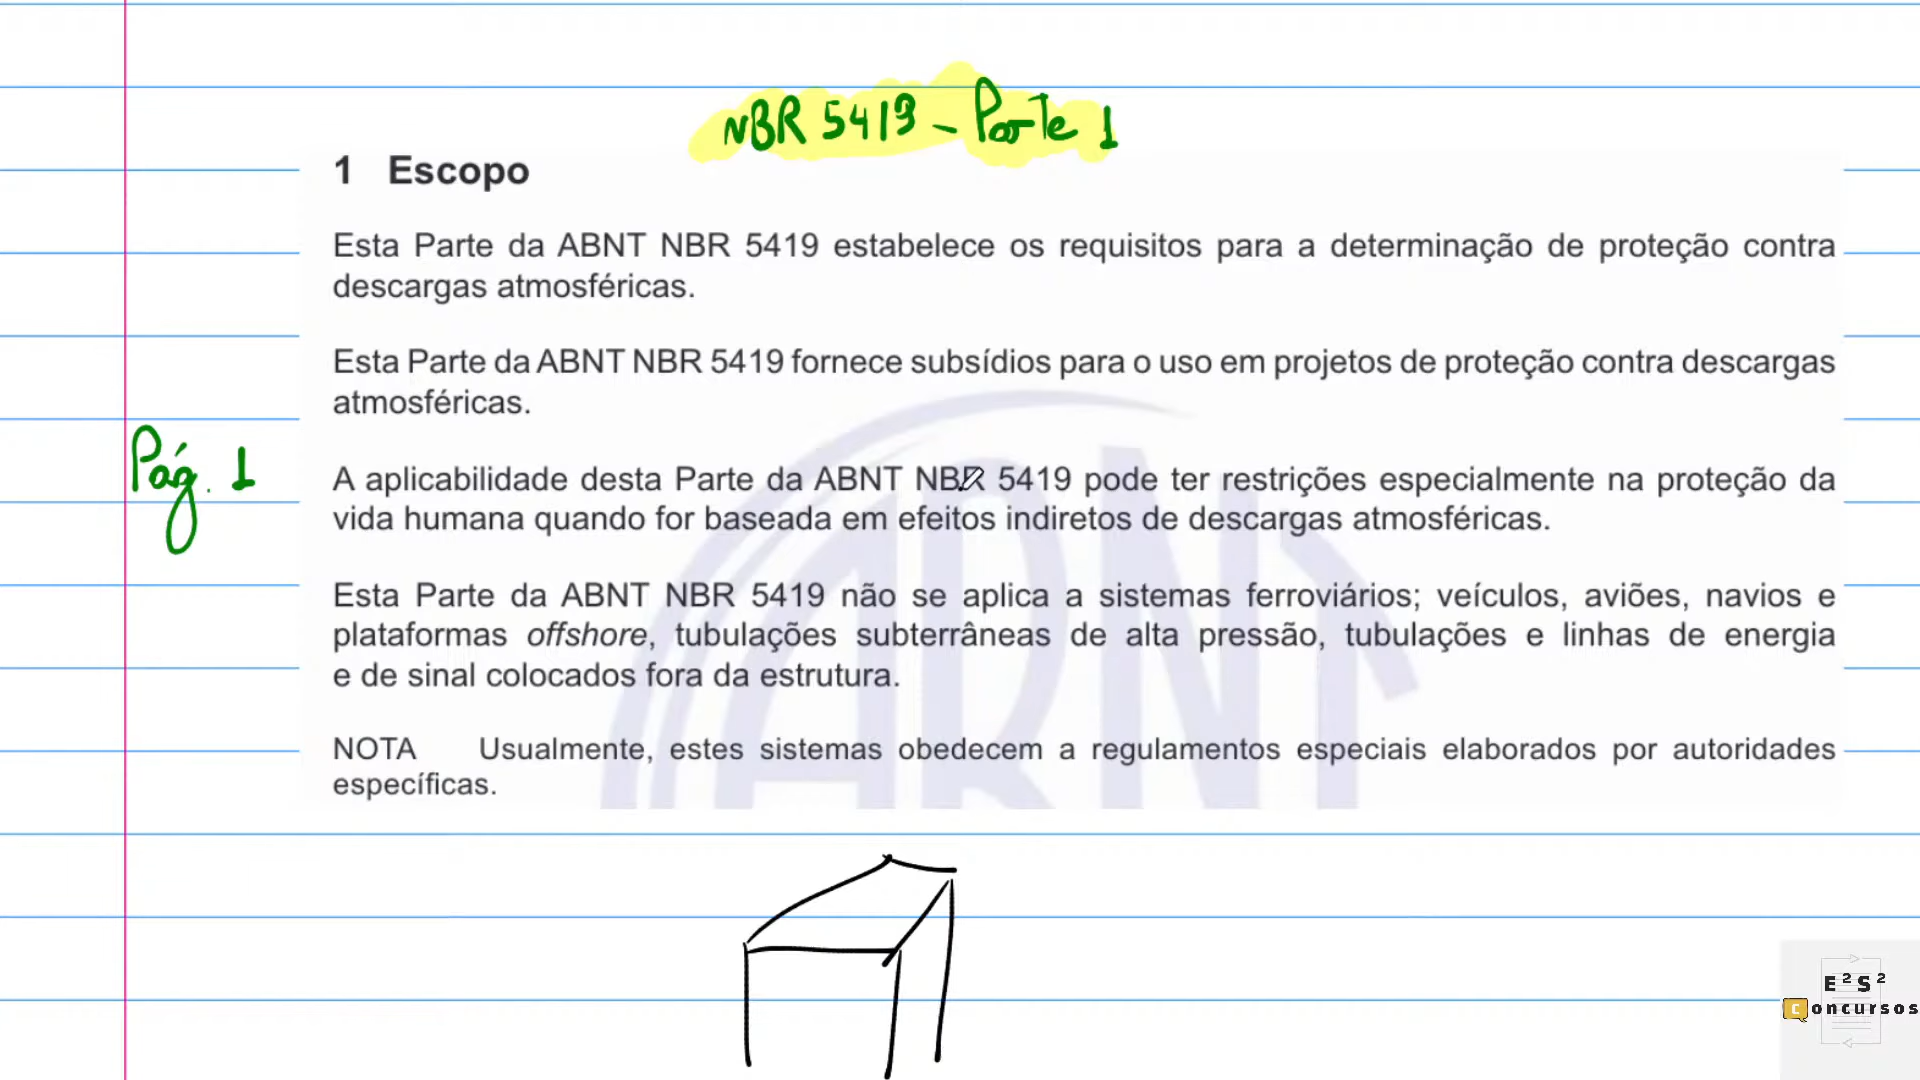 NBR 5419 - Parte 1
1 Escopo
Esta Parte da ABNT NBR 5419 estabelece os requisitos para a determinação de proteção contra
descargas atmosféricas.
Esta Parte da ABNT NBR 5419 fornece subsídios para o uso em projetos de proteção contra descargas
atmosféricas.
Pág. 1
A aplicabilidade desta Parte da ABNT NBR 5419 pode ter restrições especialmente na proteção da
vida humana quando for baseada em efeitos indiretos de descargas atmosféricas.
Esta Parte da ABNT NBR 5419 não se aplica a sistemas ferroviários; veículos, aviões, navios e
plataformas offshore, tubulações subterrâneas de alta pressão, tubulações e linhas de energia
e de sinal colocados fora da estrutura.
NOTA Usualmente, estes sistemas obedecem a regulamentos especiais elaborados por autoridades
específicas.
ABNT
E²S²
Concursos